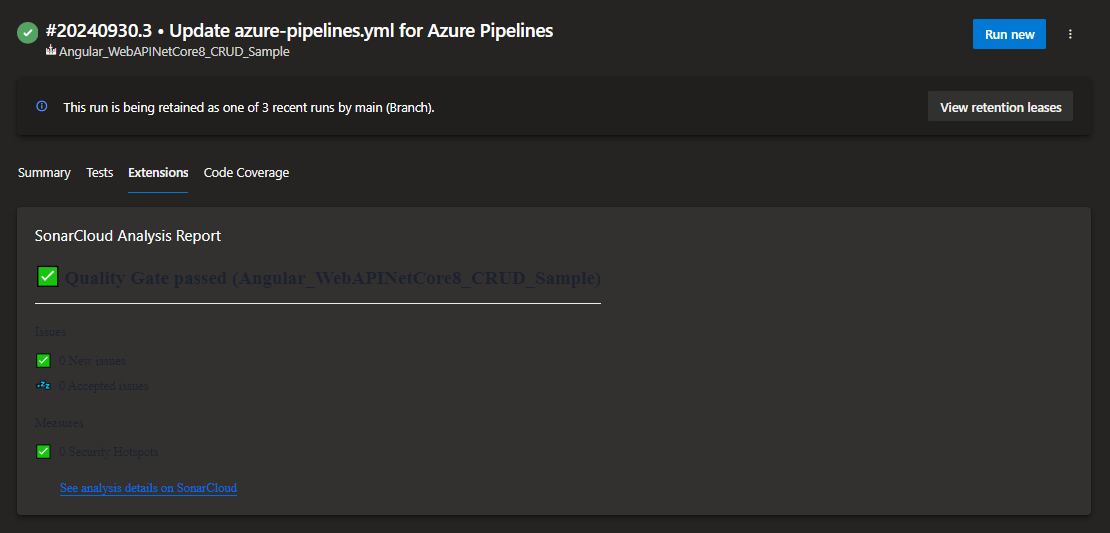 #20240930.3 • Update azure-pipelines.yml for Azure Pipelines
Angular_WebAPINetCore8_CRUD_Sample
Run new
This run is being retained as one of 3 recent runs by main (Branch).
View retention leases
Summary Tests Extensions Code Coverage
SonarCloud Analysis Report
Quality Gate passed (Angular_WebAPINetCore8_CRUD_Sample)
Issues
0 New issues
0 Accepted issues
Measures
0 Security Hotspots
See analysis details on SonarCloud